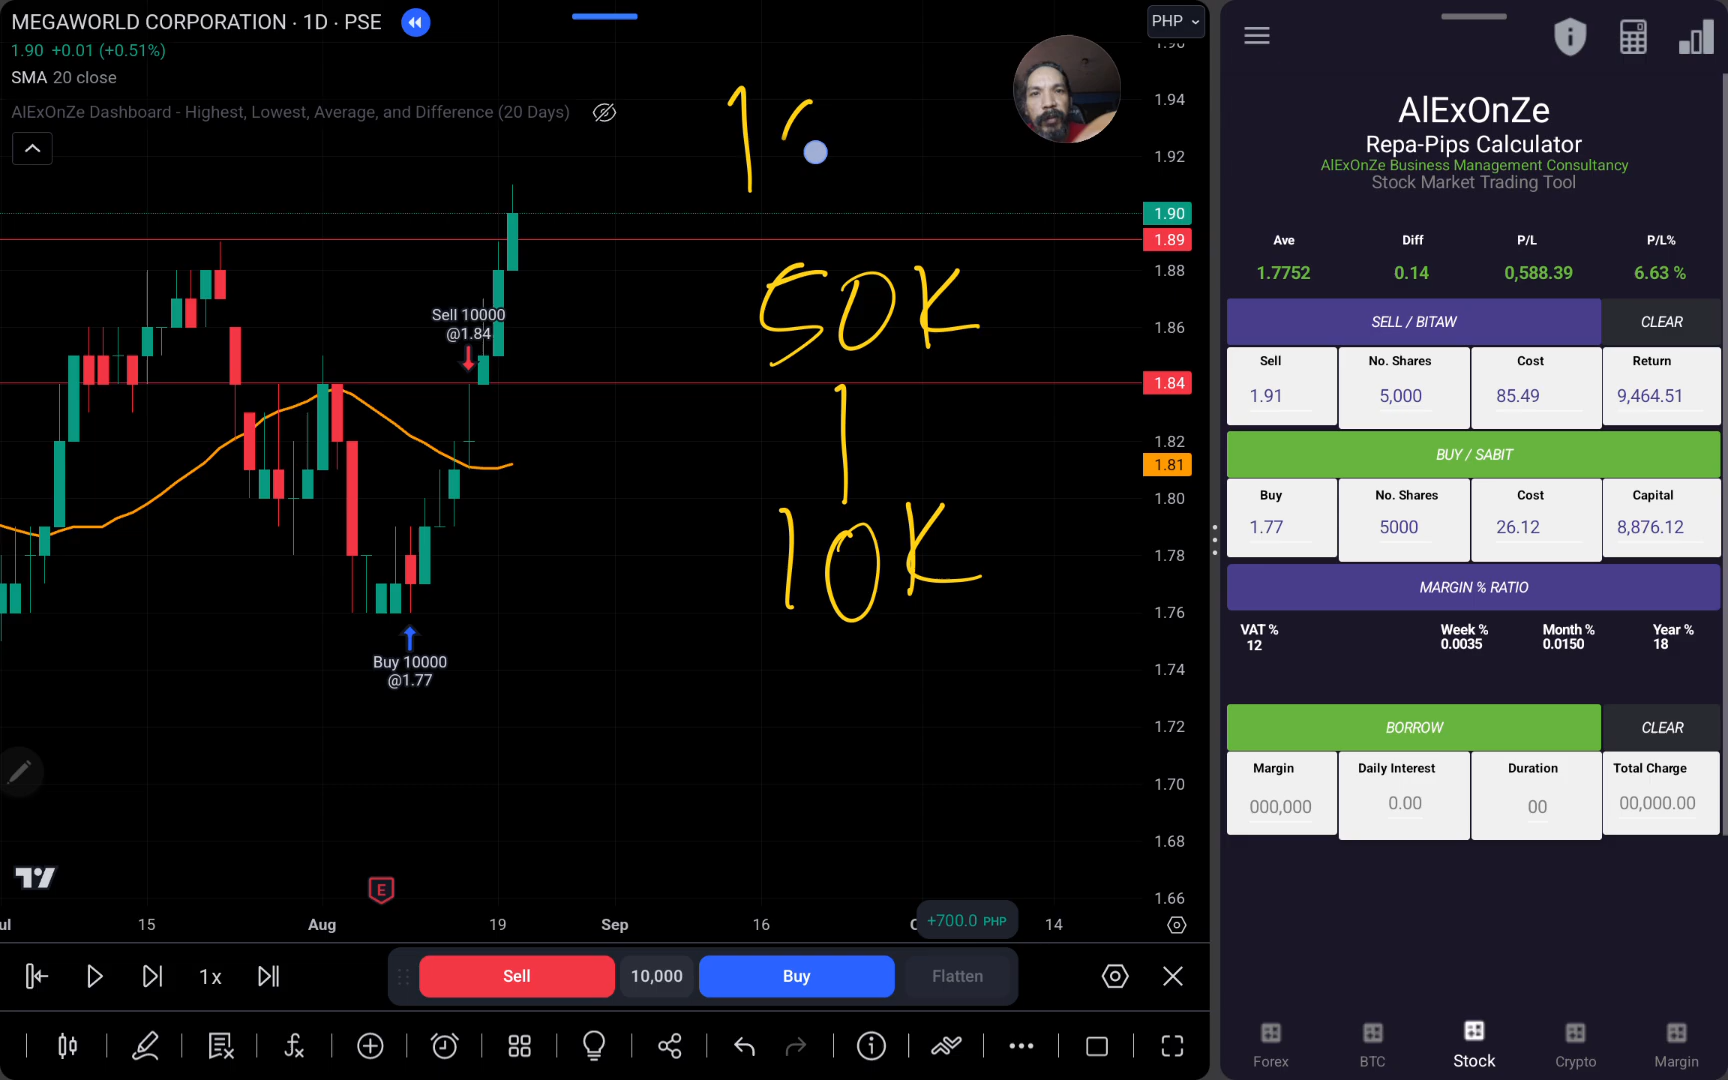 MEGAWORLD CORPORATION · 1D · PSE
1.90 +0.01 (+0.51%)
SMA 20 close
AlExOnZe Dashboard - Highest, Lowest, Average, and Difference (20 Days)
PHP
1.94
1.92
1.90
1.89
1.88
1.86
1.84
1.82
1.81
1.80
1.78
1.76
1.74
1.72
1.70
1.68
1.66
50K
10K
Sell 10000
@1.84
Buy 10000
@1.77
E
15 Aug 19 Sep 16 14
+700.0 PHP
1x
Sell 10,000 Buy Flatten
AlExOnZe
Repa-Pips Calculator
AlExOnZe Business Management Consultancy
Stock Market Trading Tool
Ave Diff P/L P/L%
1.7752 0.14 0,588.39 6.63 %
SELL / BITAW CLEAR
Sell No. Shares Cost Return
1.91 5,000 85.49 9,464.51
BUY / SABIT
Buy No. Shares Cost Capital
1.77 5000 26.12 8,876.12
MARGIN % RATIO
VAT % Week % Month % Year %
12 0.0035 0.0150 18
BORROW CLEAR
Margin Daily Interest Duration Total Charge
000,000 0.00 00 00,000.00
Forex BTC Stock Crypto Margin